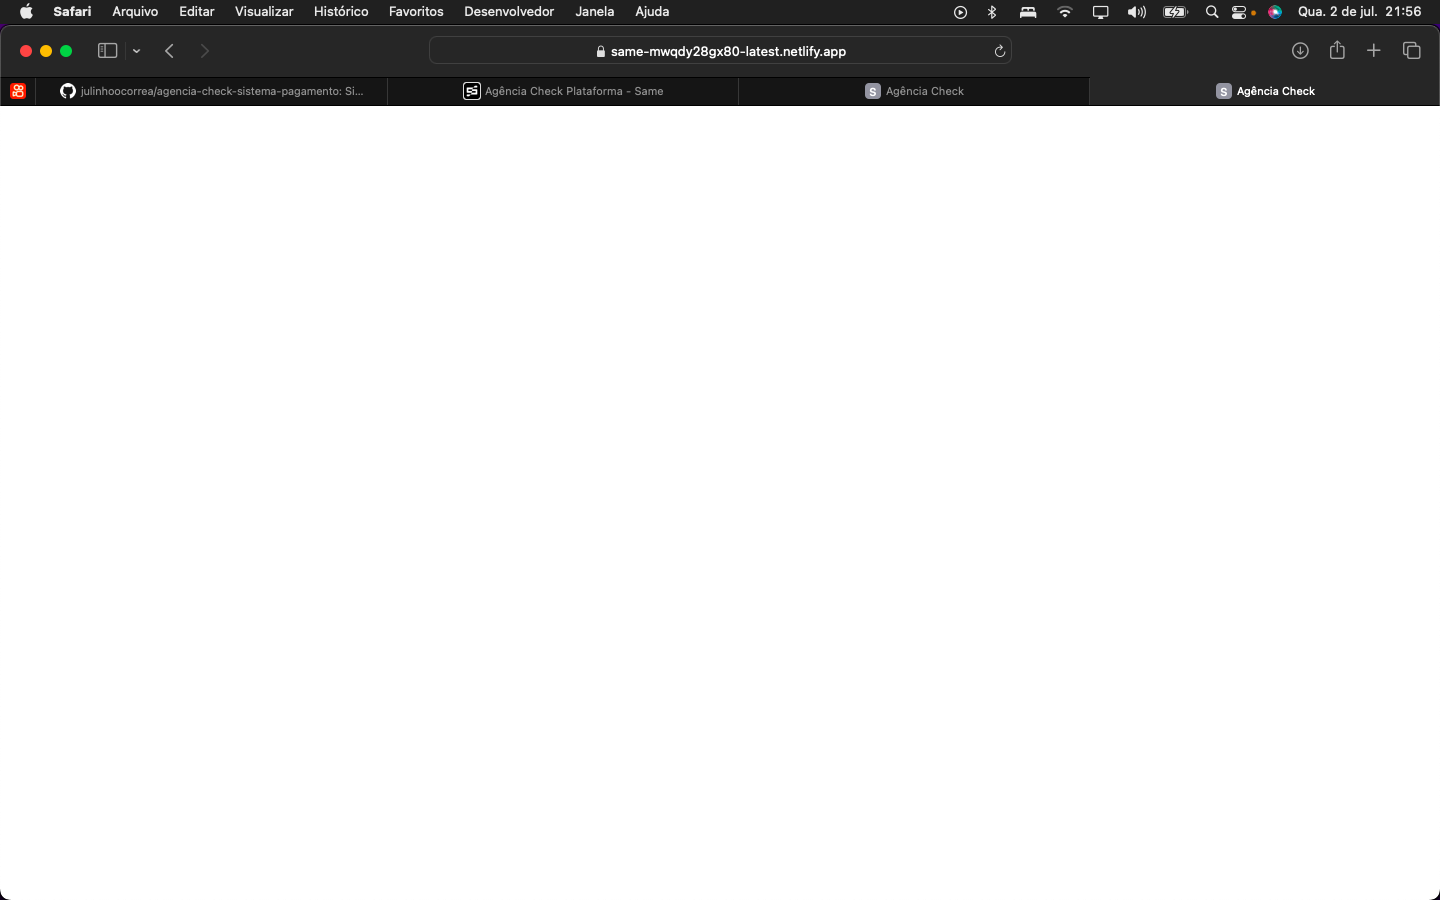 Safari Arquivo Editar Visualizar Histórico Favoritos Desenvolvedor Janela Ajuda Qua. 2 de jul. 21:56
same-mwqdy28gx80-latest.netlify.app
julinhoocorrea/agencia-check-sistema-pagamento: Si... Agência Check Plataforma - Same S Agência Check S Agência Check